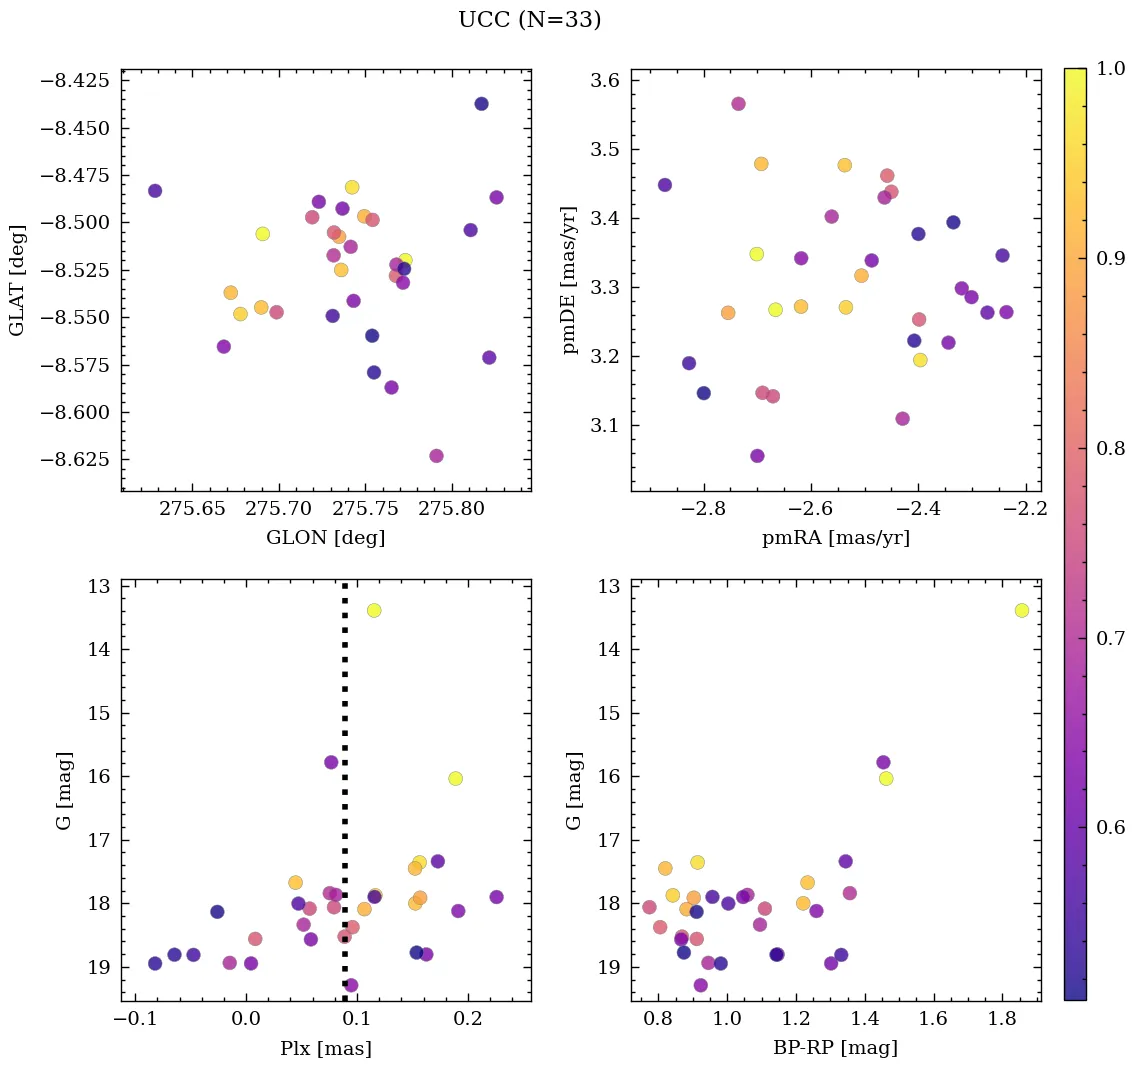 UCC (N=33)
−8.425
−8.450
−8.475
−8.500
−8.525
−8.550
−8.575
−8.600
−8.625
GLAT [deg]
275.65 275.70 275.75 275.80
GLON [deg]
3.6
3.5
3.4
3.3
3.2
3.1
pmDE [mas/yr]
−2.8 −2.6 −2.4 −2.2
pmRA [mas/yr]
13
14
15
16
17
18
19
G [mag]
−0.1 0.0 0.1 0.2
Plx [mas]
13
14
15
16
17
18
19
G [mag]
0.8 1.0 1.2 1.4 1.6 1.8
BP-RP [mag]
1.0
0.9
0.8
0.7
0.6